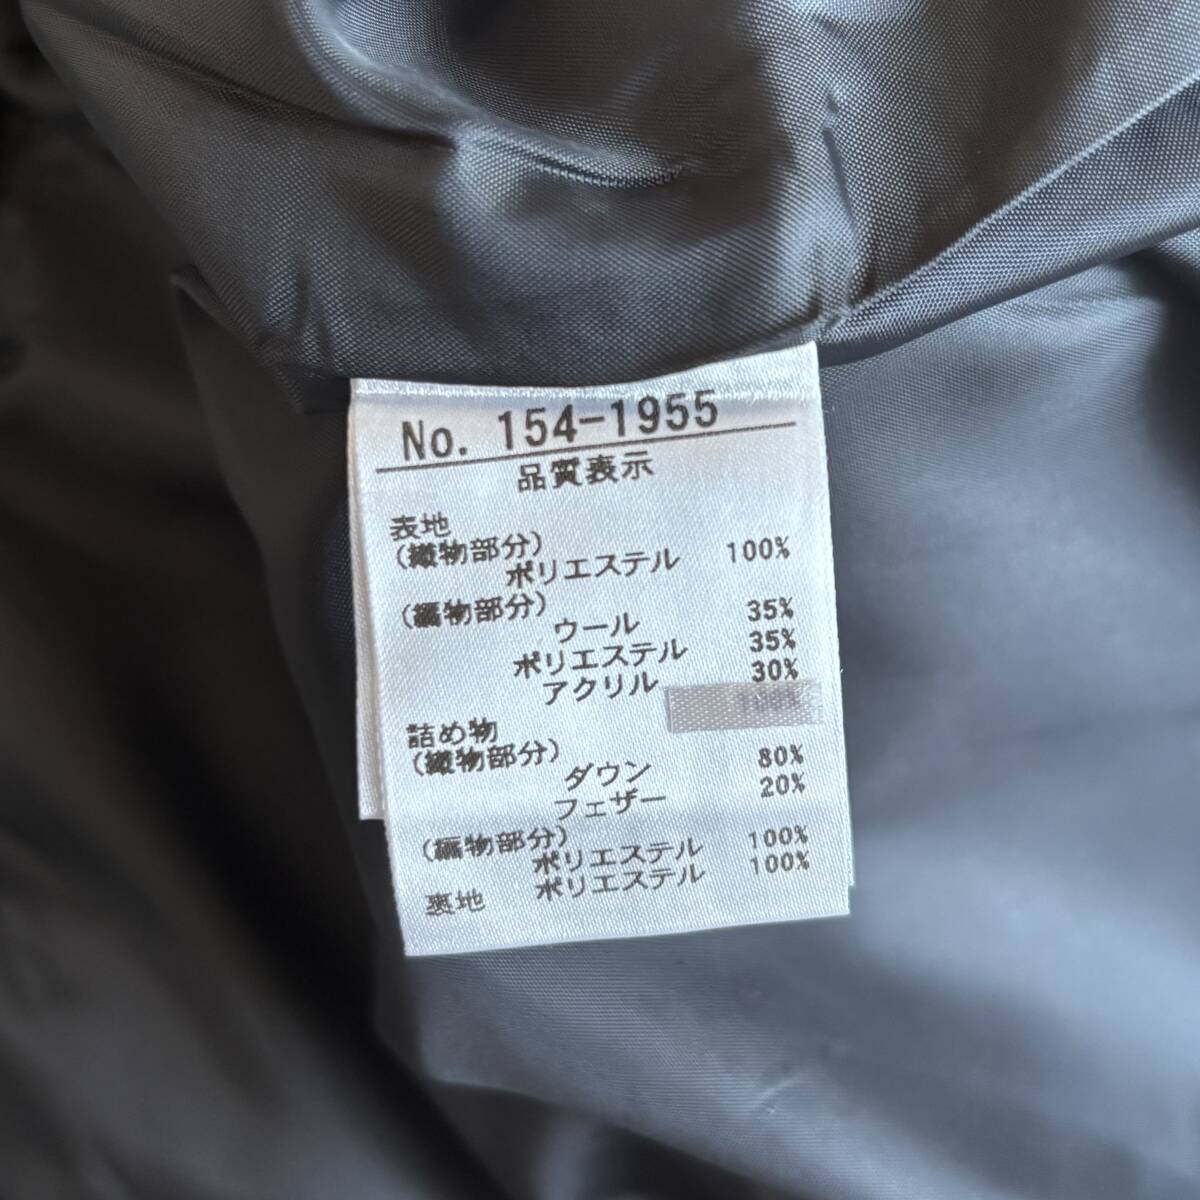 No. 154-1955
品質表示
表地
(織物部分)
ポリエステル 100%
(編物部分)
ウール 35%
ポリエステル 35%
アクリル 30%
100%
詰め物
(織物部分)
ダウン 80%
フェザー 20%
(編物部分)
ポリエステル 100%
裏地 ポリエステル 100%